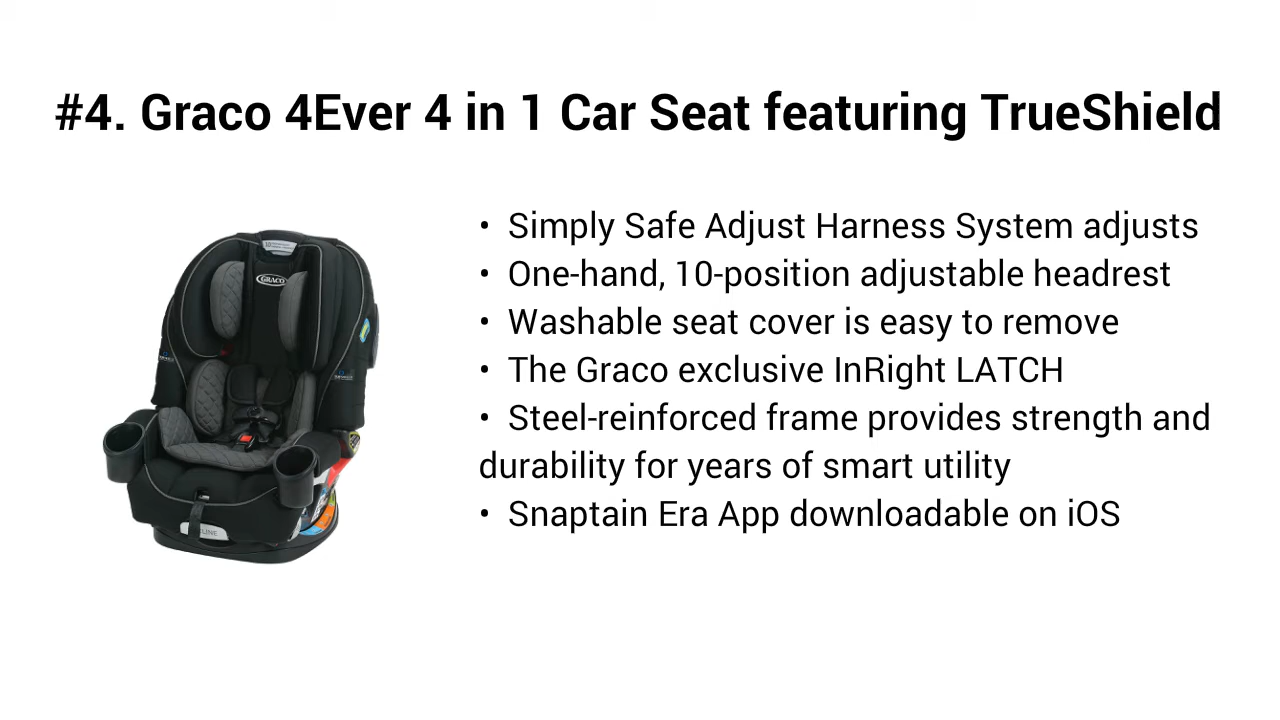 #4. Graco 4Ever 4 in 1 Car Seat featuring TrueShield
• Simply Safe Adjust Harness System adjusts
• One-hand, 10-position adjustable headrest
• Washable seat cover is easy to remove
• The Graco exclusive InRight LATCH
• Steel-reinforced frame provides strength and
durability for years of smart utility
• Snaptain Era App downloadable on iOS
GRACO